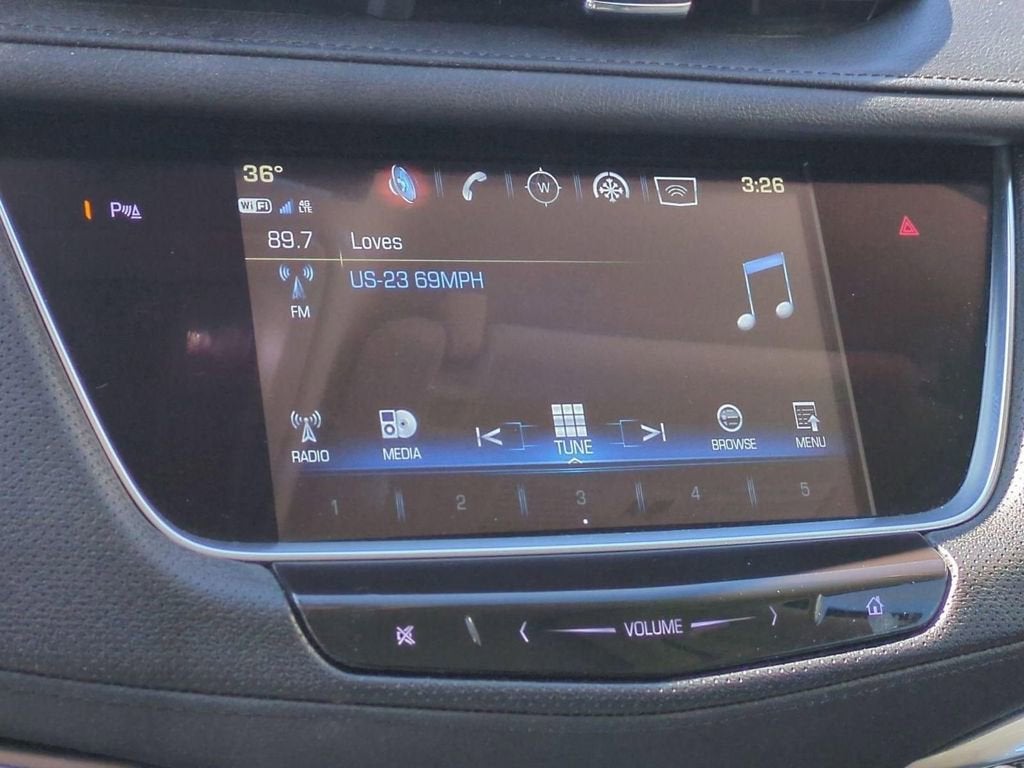 36°
3:26
W
WiFi
4G LTE
P
89.7
Loves
US-23 69MPH
FM
RADIO
MEDIA
TUNE
BROWSE
MENU
1
2
3
4
5
VOLUME